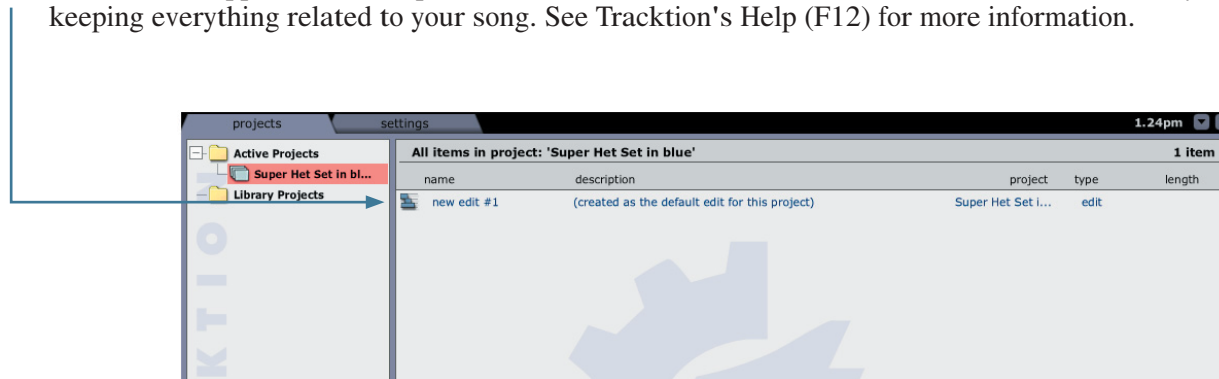 keeping everything related to your song. See Tracktion's Help (F12) for more information.
projects settings 1.24pm
Active Projects All items in project: 'Super Het Set in blue' 1 item
Super Het Set in bl... name description project type length
Library Projects new edit #1 (created as the default edit for this project) Super Het Set i... edit
K T I O N